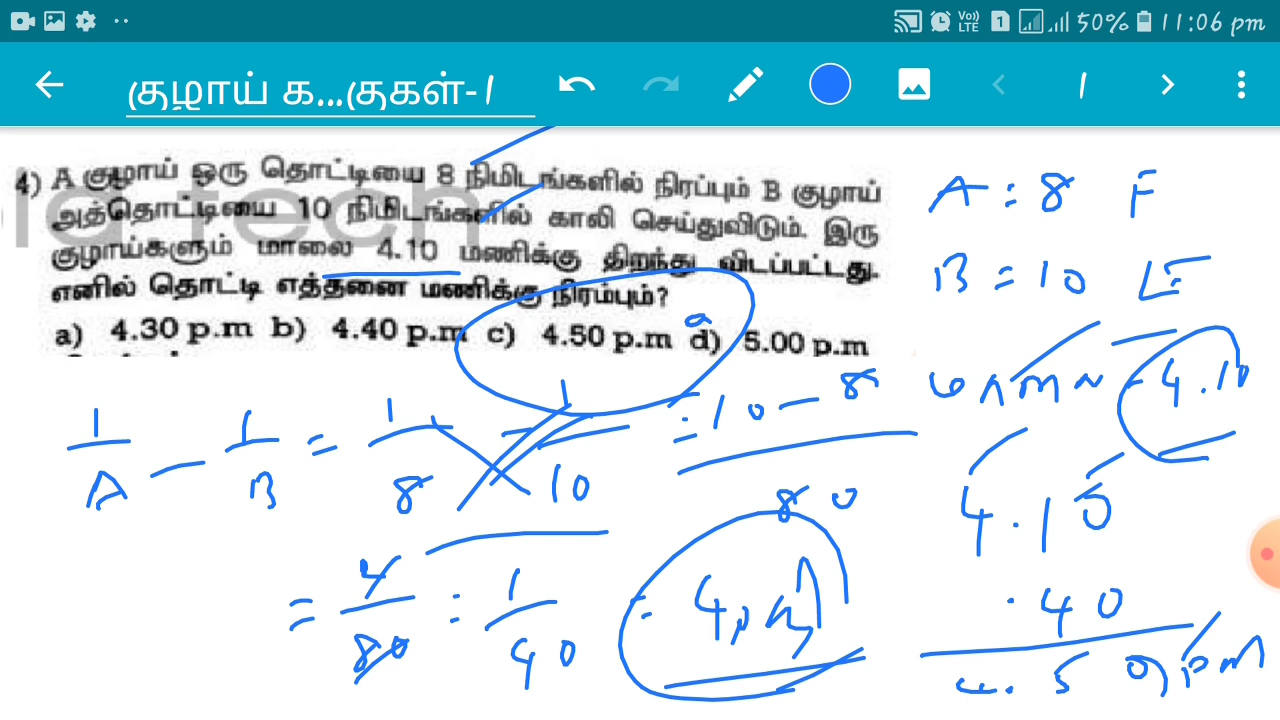 50% 11:06 pm
குழாய் க...குகள்-1
1
4) A குழாய் ஒரு தொட்டியை 8 நிமிடங்களில் நிரப்பும் B குழாய்
அத்தொட்டியை 10 நிமிடங்களில் காலி செய்துவிடும். இரு
குழாய்களும் மாலை 4.10 மணிக்கு திறந்து விடப்பட்டது.
எனில் தொட்டி எத்தனை மணிக்கு நிரம்பும்?
a) 4.30 p.m b) 4.40 p.m c) 4.50 p.m d) 5.00 p.m
A : 8 F
B = 10 LE
மாலை - 4.10
1/A - 1/B = 1/8 - 1/10 = 10 - 8 / 80
= 80 : 1/40 =
4.10
.40
4.50 pm